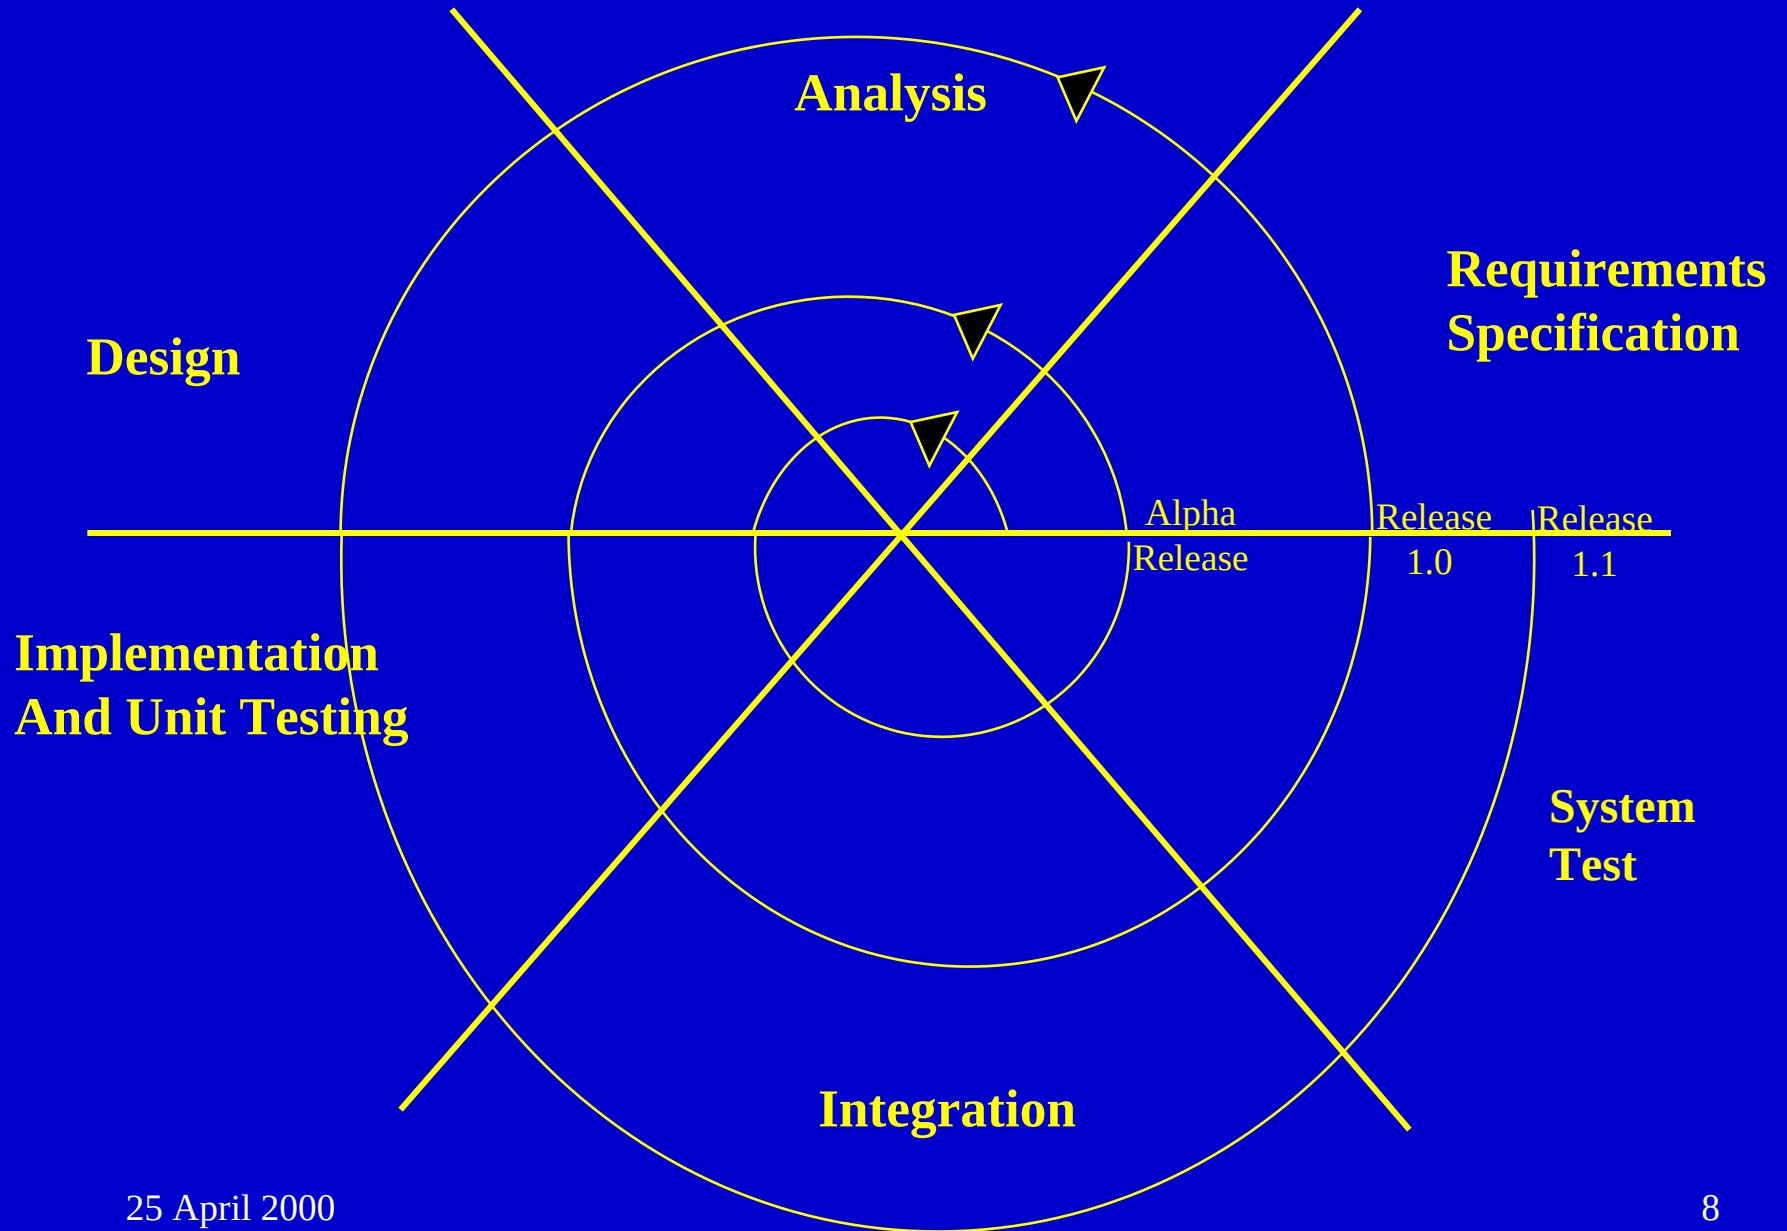 Analysis
Requirements
Specification
Design
Alpha
Release
Release
1.0
Release
1.1
Implementation
And Unit Testing
System
Test
Integration
25 April 2000
8